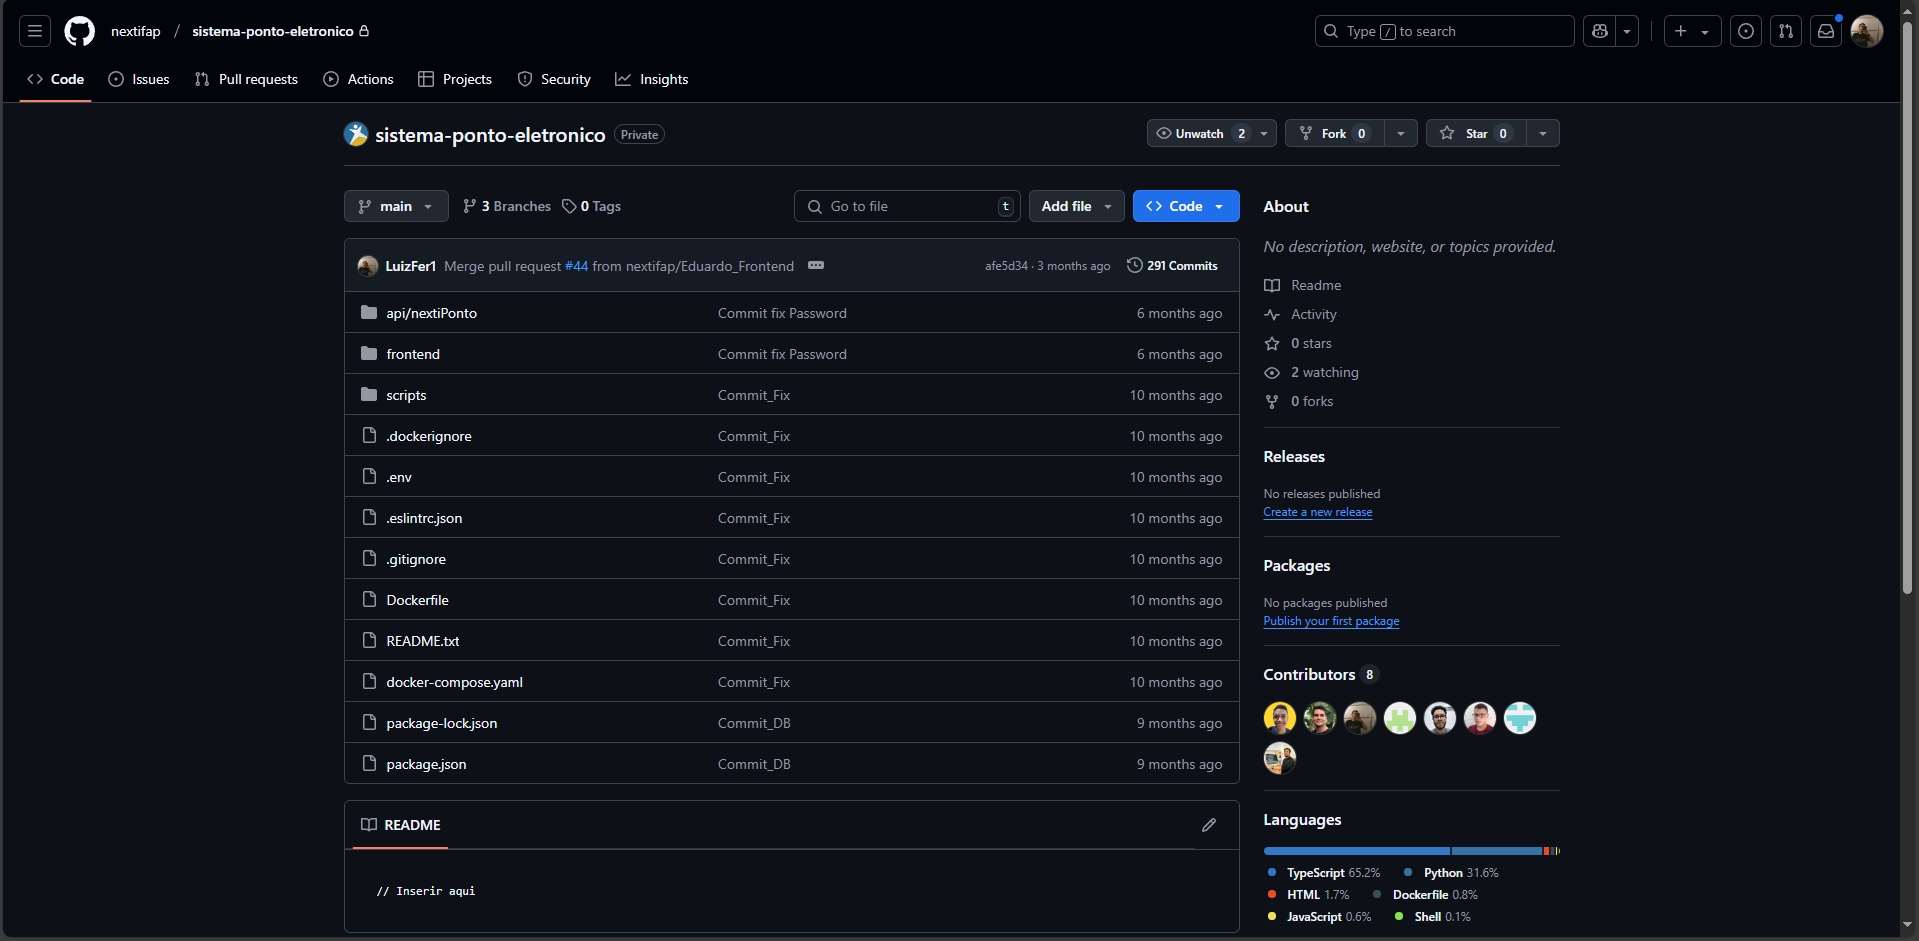 nextifap / sistema-ponto-eletronico
Type / to search
Code
Issues
Pull requests
Actions
Projects
Security
Insights
sistema-ponto-eletronico Private
Unwatch 2
Fork 0
Star 0
main
3 Branches
0 Tags
Go to file t
Add file
Code
LuizFer1 Merge pull request #44 from nextifap/Eduardo_Frontend
afe5d34 · 3 months ago
291 Commits
api/nextiPonto Commit fix Password 6 months ago
frontend Commit fix Password 6 months ago
scripts Commit_Fix 10 months ago
.dockerignore Commit_Fix 10 months ago
.env Commit_Fix 10 months ago
.eslintrc.json Commit_Fix 10 months ago
.gitignore Commit_Fix 10 months ago
Dockerfile Commit_Fix 10 months ago
README.txt Commit_Fix 10 months ago
docker-compose.yaml Commit_Fix 10 months ago
package-lock.json Commit_DB 9 months ago
package.json Commit_DB 9 months ago
README
// Inserir aqui
About
No description, website, or topics provided.
Readme
Activity
0 stars
2 watching
0 forks
Releases
No releases published
Create a new release
Packages
No packages published
Publish your first package
Contributors 8
Languages
TypeScript 65.2% Python 31.6%
HTML 1.7% Dockerfile 0.8%
JavaScript 0.6% Shell 0.1%